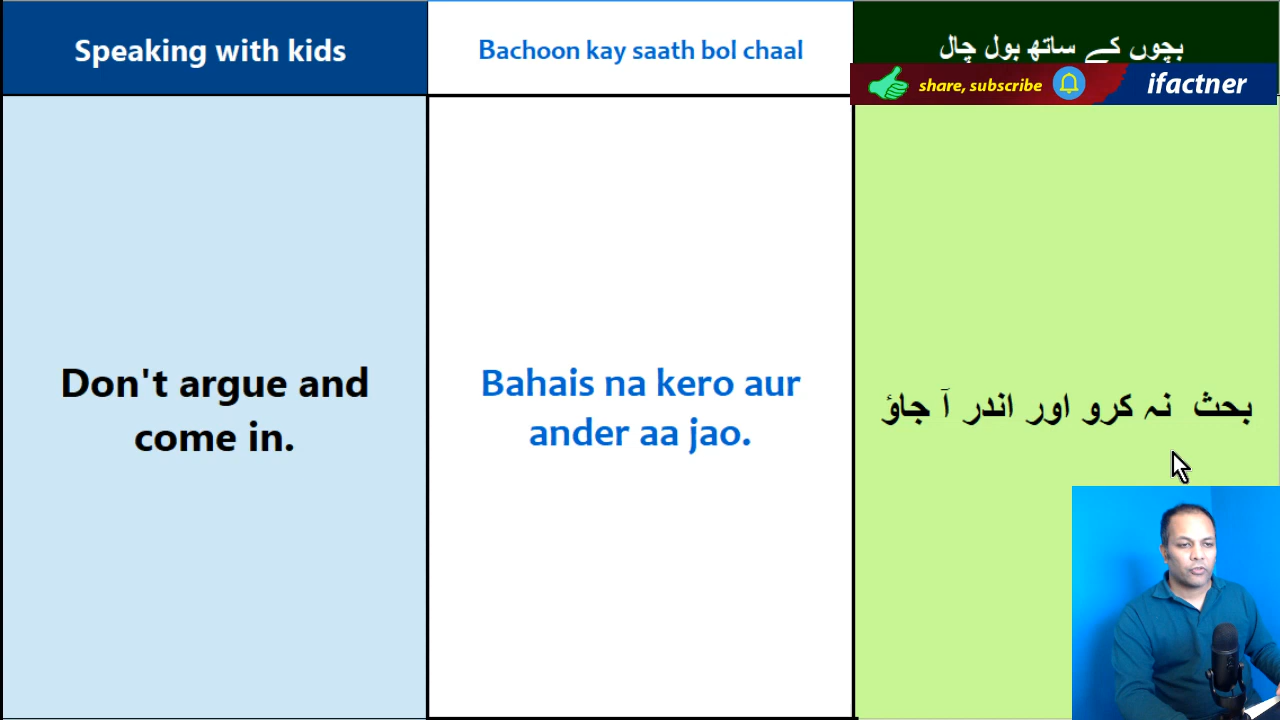 Speaking with kids
Bachoon kay saath bol chaal
بچوں کے ساتھ بول چال
share, subscribe
ifactner
Don't argue and
come in.
Bahais na kero aur
ander aa jao.
بحث نہ کرو اور اندر آ جاؤ